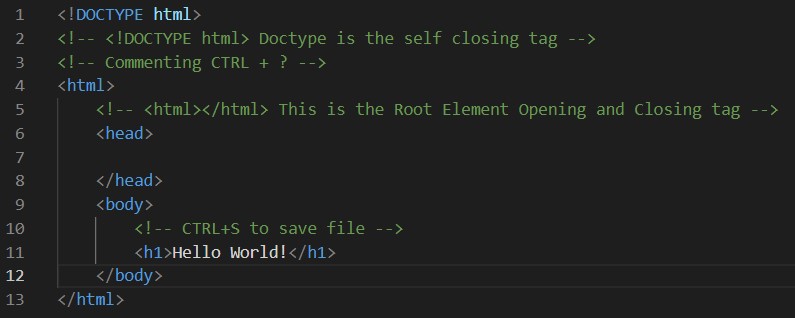 1 <!DOCTYPE html>
2 <!-- <!DOCTYPE html> Doctype is the self closing tag -->
3 <!-- Commenting CTRL + ? -->
4 <html>
5 <!-- <html></html> This is the Root Element Opening and Closing tag -->
6 <head>
7
8 </head>
9 <body>
10 <!-- CTRL+S to save file -->
11 <h1>Hello World!</h1>
12 </body>
13 </html>